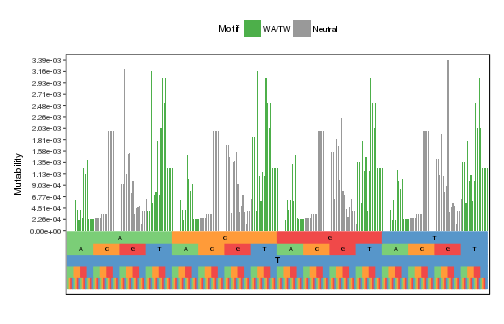 Motif WA/TW Neutral
3.39e−03
3.16e−03
2.93e−03
2.71e−03
2.48e−03
2.26e−03
2.03e−03
1.81e−03
1.58e−03
1.35e−03
1.13e−03
9.03e−04
6.77e−04
4.51e−04
2.26e−04
0.00e+00
Mutability
A C G T
A C G T A C G T A C G T A C G T
T